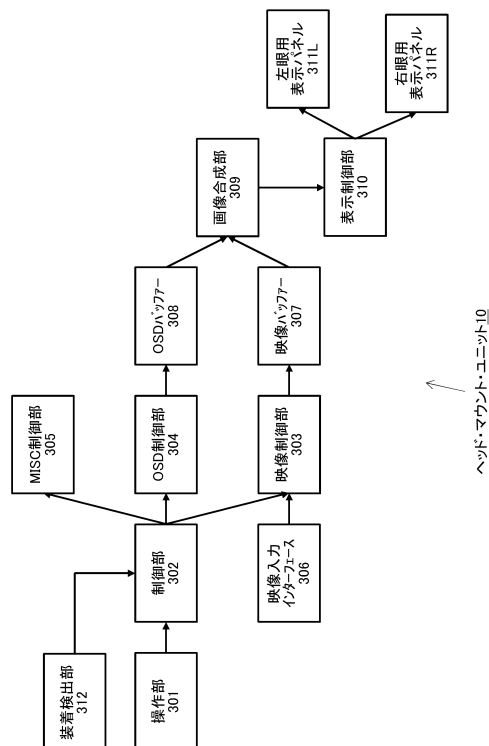 装着検出部
312
操作部
301
制御部
302
映像入力
インターフェース
306
MISC制御部
305
OSD制御部
304
映像制御部
303
OSDバッファー
308
映像バッファー
307
画像合成部
309
表示制御部
310
左眼用
表示パネル
311L
右眼用
表示パネル
311R
ヘッド・マウント・ユニット10